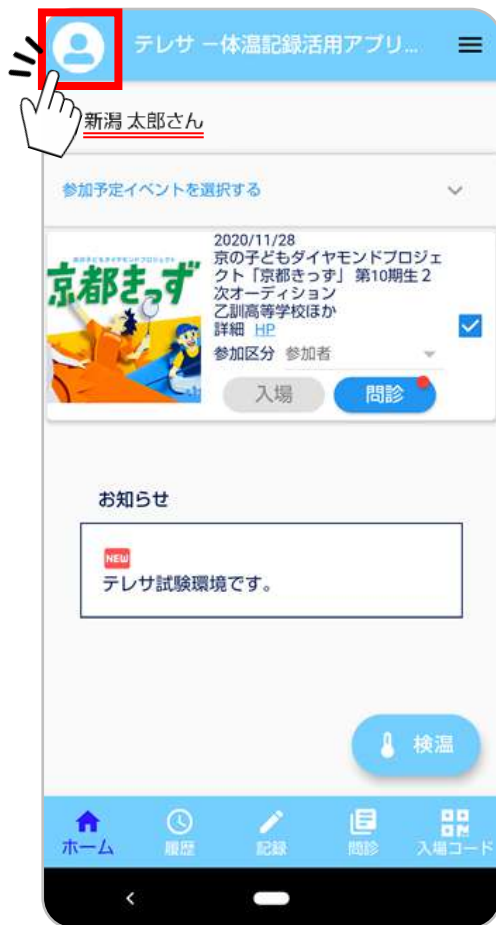 テレサ ー体温記録活用アプリ...
新潟 太郎さん
参加予定イベントを選択する
京都きっず
2020/11/28
京の子どもダイヤモンドプロジェ
クト「京都きっず」第10期生２
次オーディション
乙訓高等学校ほか
詳細 HP
参加区分 参加者
入場
問診
お知らせ
NEW
テレサ試験環境です。
検温
ホーム
履歴
記録
問診
入場コード